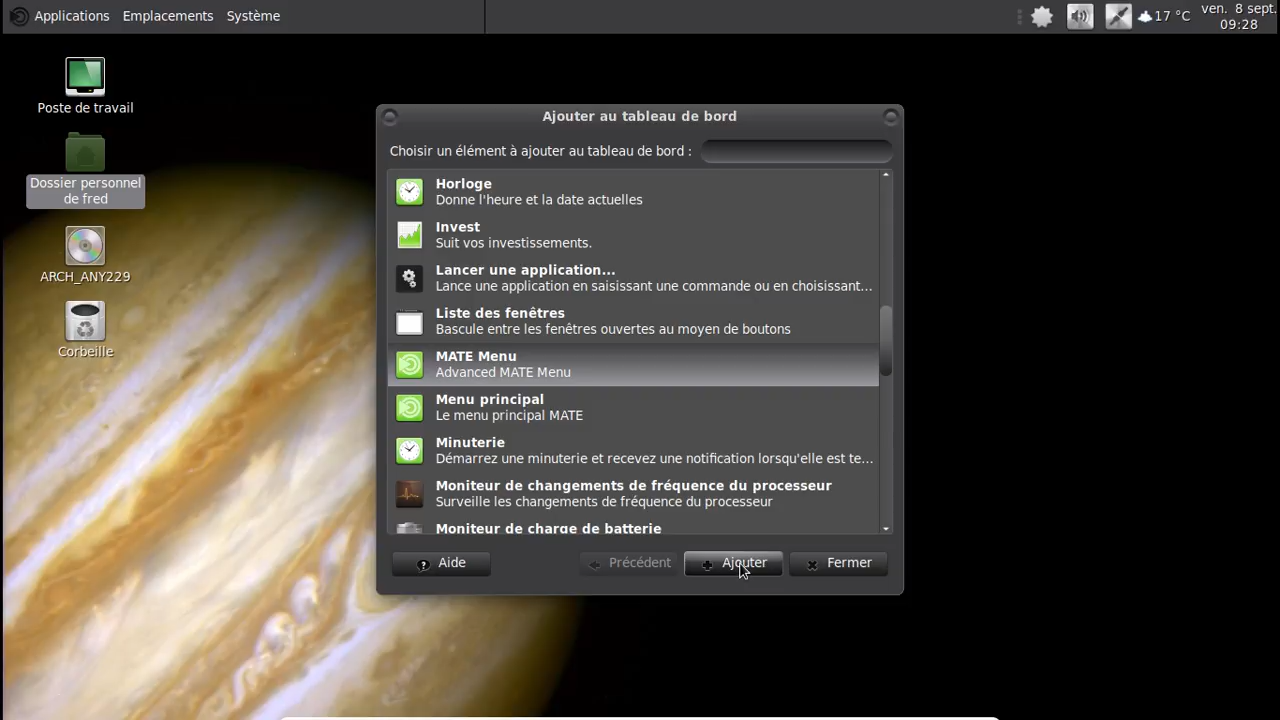 Applications Emplacements Système
17 °C
ven. 8 sept.
09:28
Poste de travail
Dossier personnel
de fred
ARCH_ANY229
Corbeille
Ajouter au tableau de bord
Choisir un élément à ajouter au tableau de bord :
Horloge
Donne l'heure et la date actuelles
Invest
Suit vos investissements.
Lancer une application...
Lance une application en saisissant une commande ou en choisissant...
Liste des fenêtres
Bascule entre les fenêtres ouvertes au moyen de boutons
MATE Menu
Advanced MATE Menu
Menu principal
Le menu principal MATE
Minuterie
Démarrez une minuterie et recevez une notification lorsqu'elle est te...
Moniteur de changements de fréquence du processeur
Surveille les changements de fréquence du processeur
Moniteur de charge de batterie
Aide Précédent Ajouter Fermer